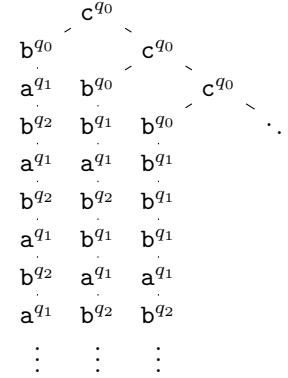 c^{q_0}
b^{q_0} c^{q_0}
a^{q_1} b^{q_0} c^{q_0}
b^{q_2} b^{q_1} b^{q_0} ⋱
a^{q_1} a^{q_1} b^{q_1}
b^{q_2} b^{q_2} b^{q_1}
a^{q_1} b^{q_1} b^{q_1}
b^{q_2} a^{q_1} a^{q_1}
a^{q_1} b^{q_2} b^{q_2}
⋮ ⋮ ⋮